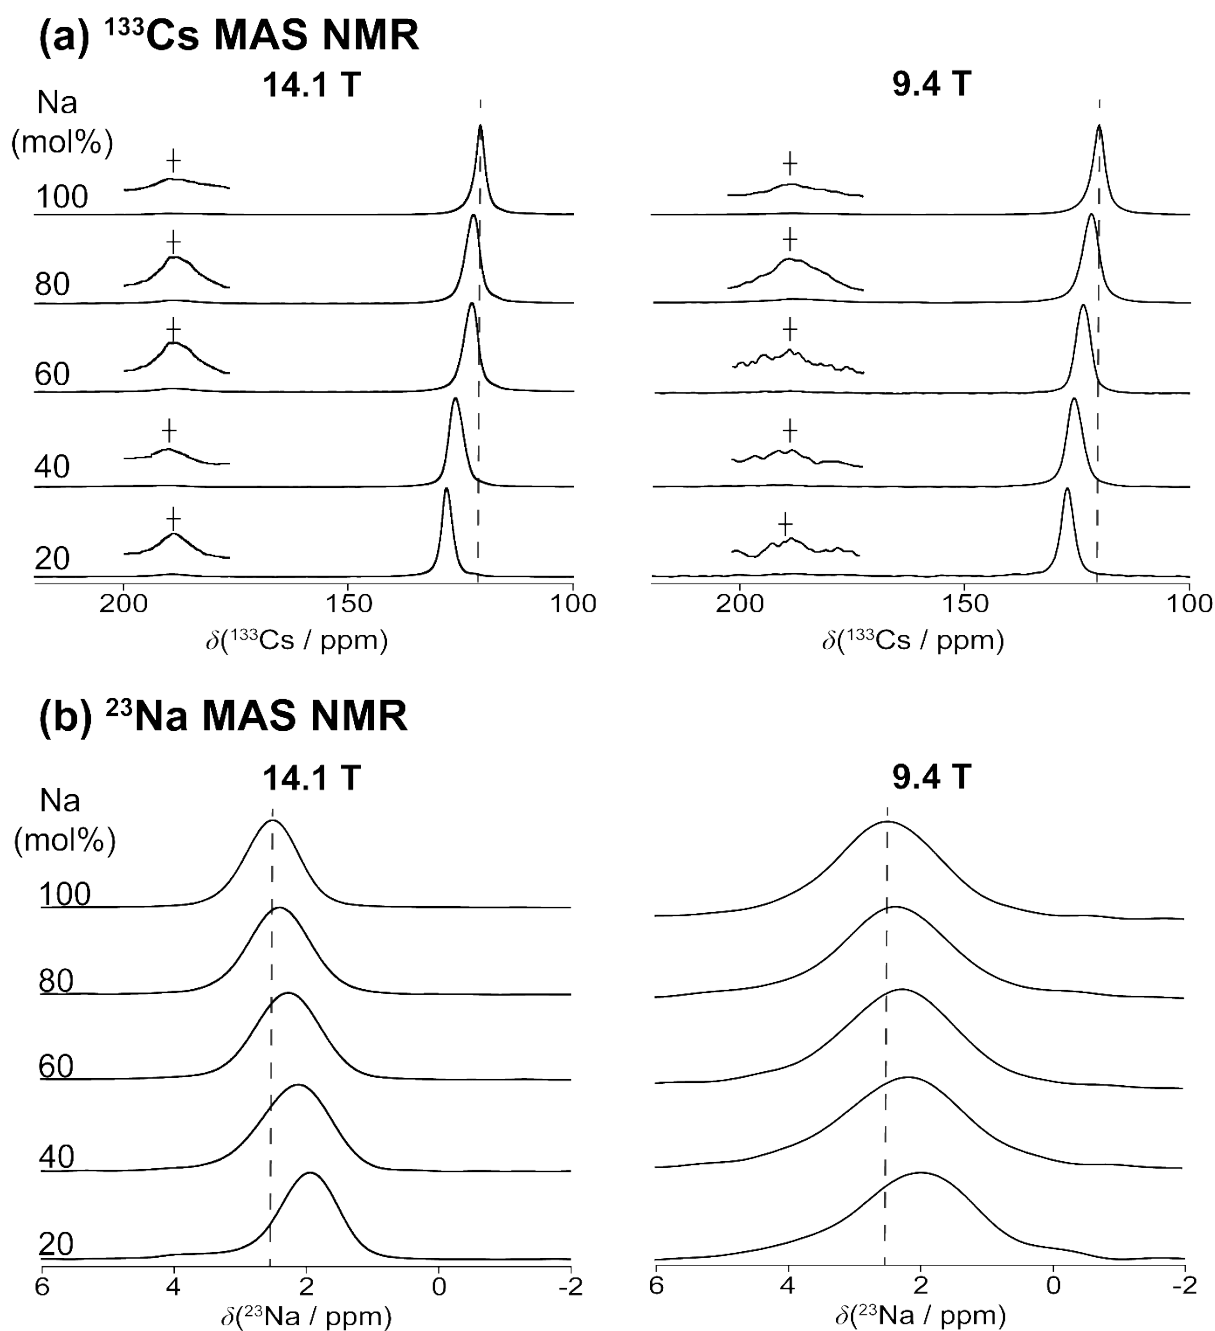 (a) ¹³³Cs MAS NMR
14.1 T
9.4 T
Na
(mol%)
100
80
60
40
20
200 150 100
200 150 100
δ(¹³³Cs / ppm)
δ(¹³³Cs / ppm)
(b) ²³Na MAS NMR
14.1 T
9.4 T
Na
(mol%)
100
80
60
40
20
6 4 2 0 -2
6 4 2 0 -2
δ(²³Na / ppm)
δ(²³Na / ppm)